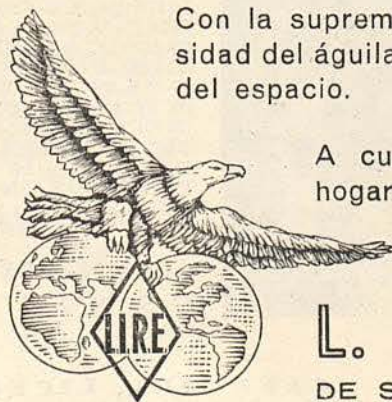 Con la suprem
sidad del águila
del espacio.
A cu
hogar
L.I.R.E.
L.
DE S